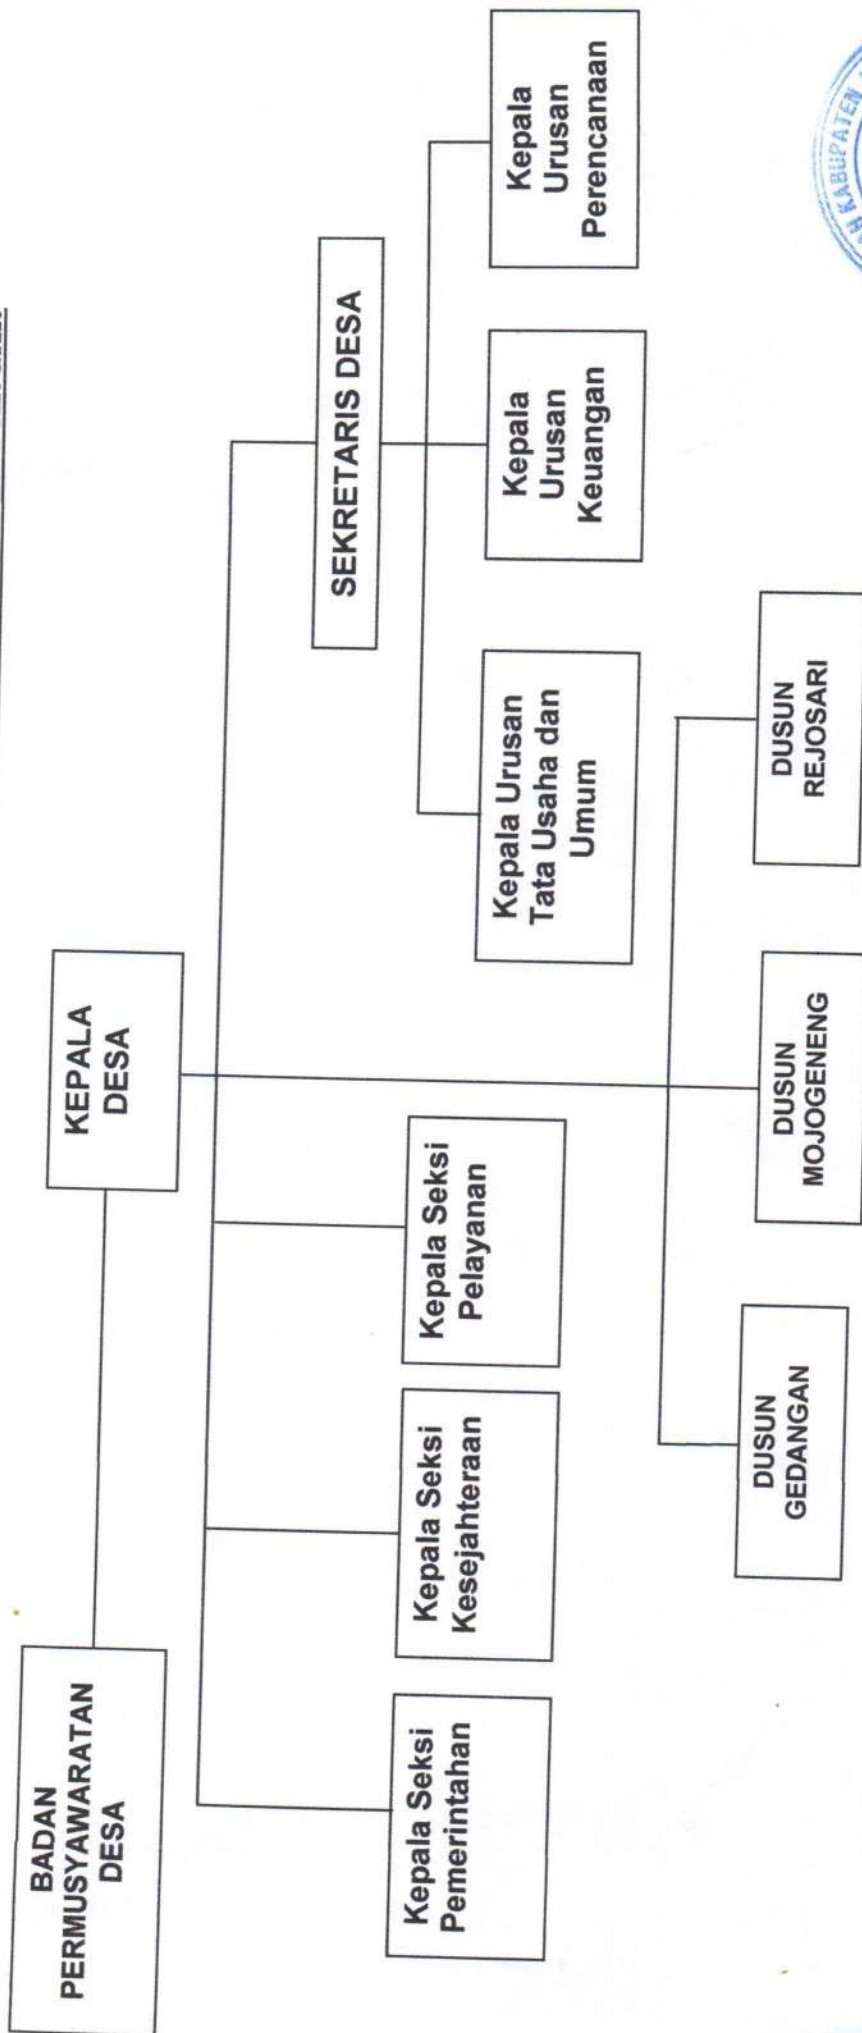 BADAN
PERMUSYAWARATAN
DESA
KEPALA
DESA
SEKRETARIS DESA
Kepala Seksi
Pemerintahan
Kepala Seksi
Kesejahteraan
Kepala Seksi
Pelayanan
Kepala Urusan
Tata Usaha dan
Umum
Kepala
Urusan
Keuangan
Kepala
Urusan
Perencanaan
DUSUN
GEDANGAN
DUSUN
MOJOGENENG
DUSUN
REJOSARI
KABUPATEN